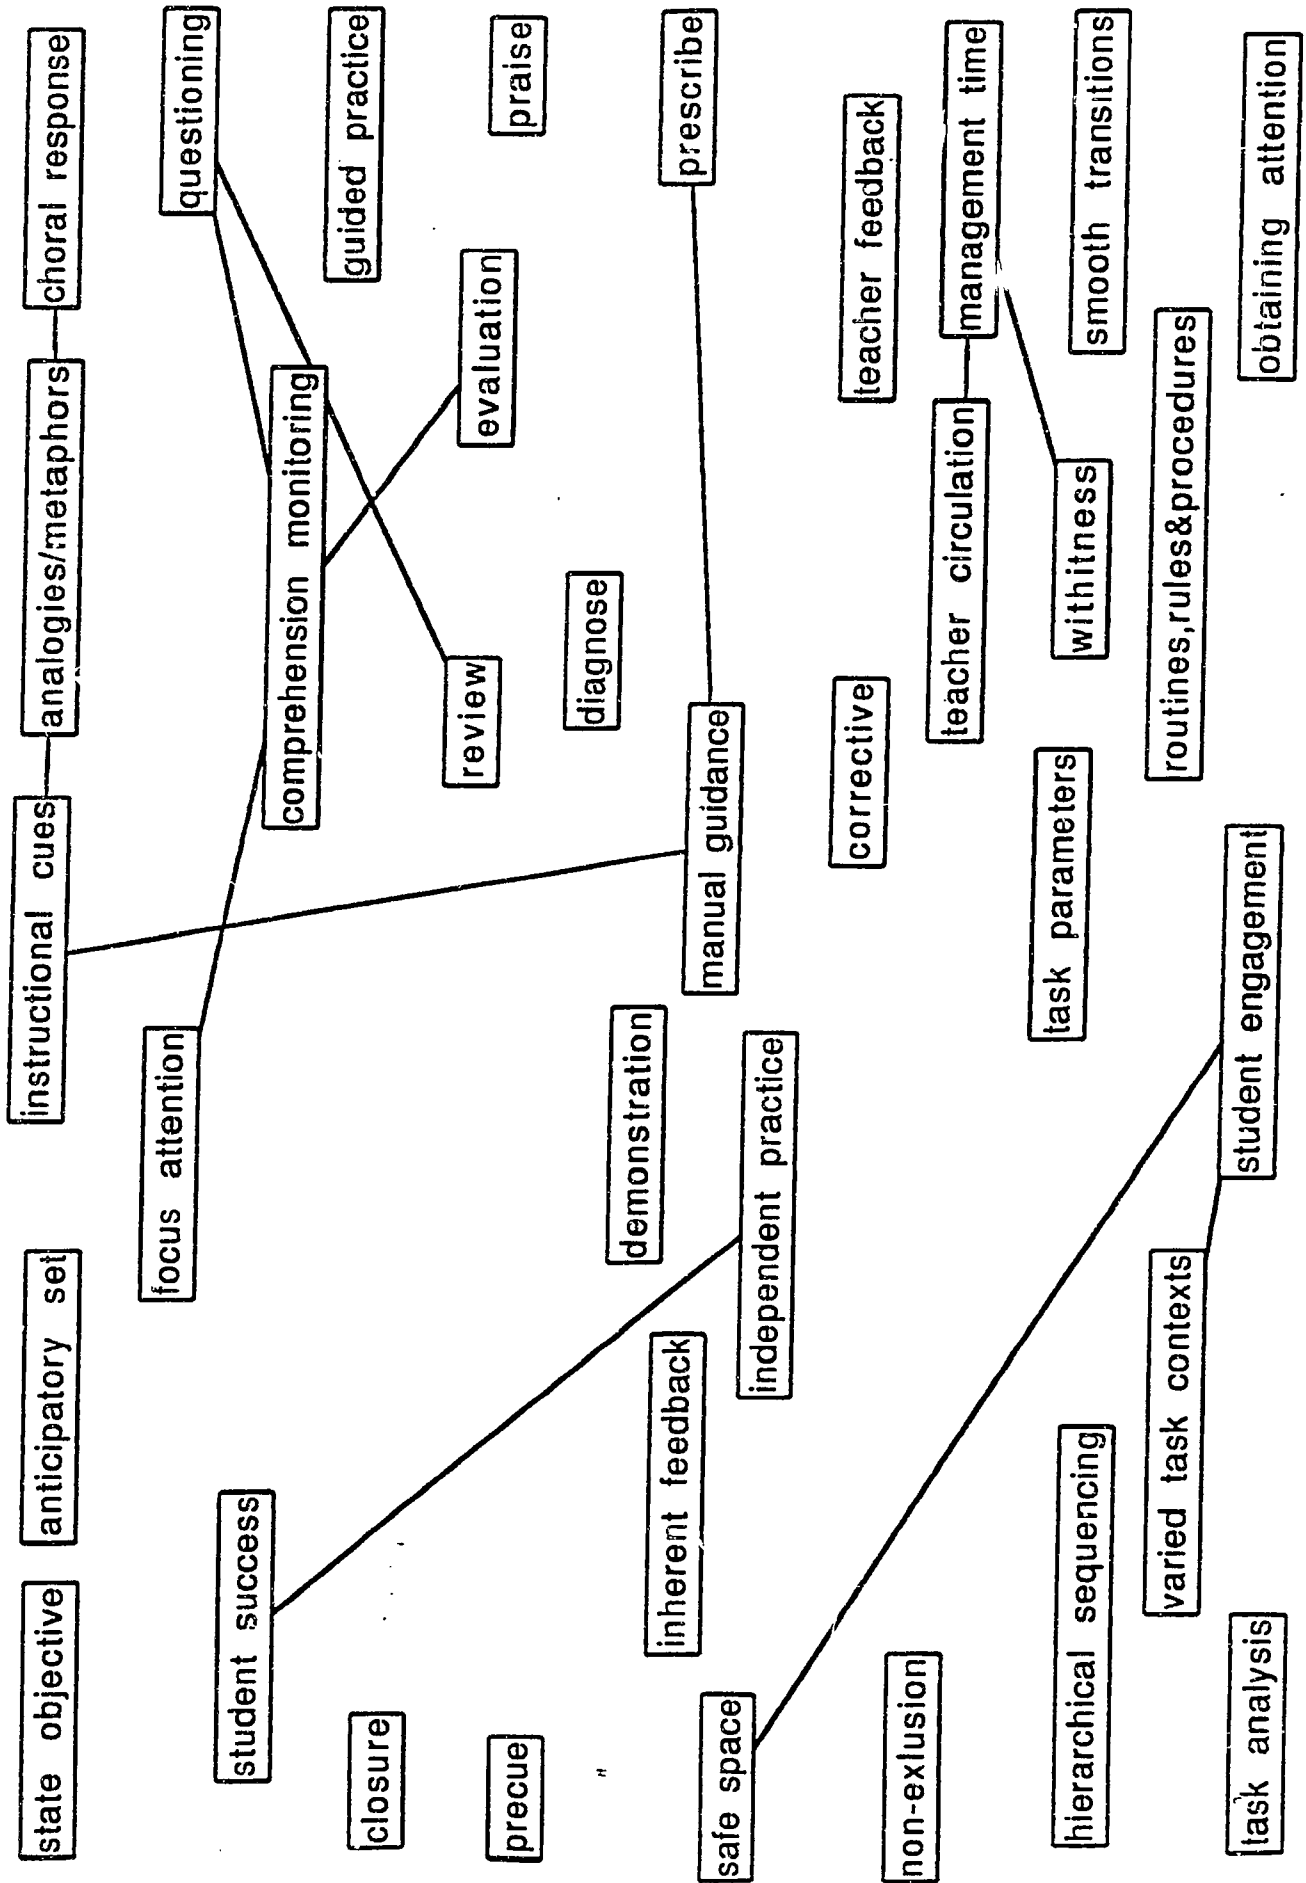 state objective
anticipatory set
instructional cues
analogies/metaphors
choral response
focus attention
questioning
student success
comprehension monitoring
closure
guided practice
precue
review
evaluation
praise
demonstration
diagnose
inherent feedback
safe space
manual guidance
prescribe
independent practice
non-exlusion
corrective
teacher feedback
teacher circulation
management time
hierarchical sequencing
task parameters
withitness
smooth transitions
varied task contexts
routines,rules&procedures
task analysis
student engagement
obtaining attention